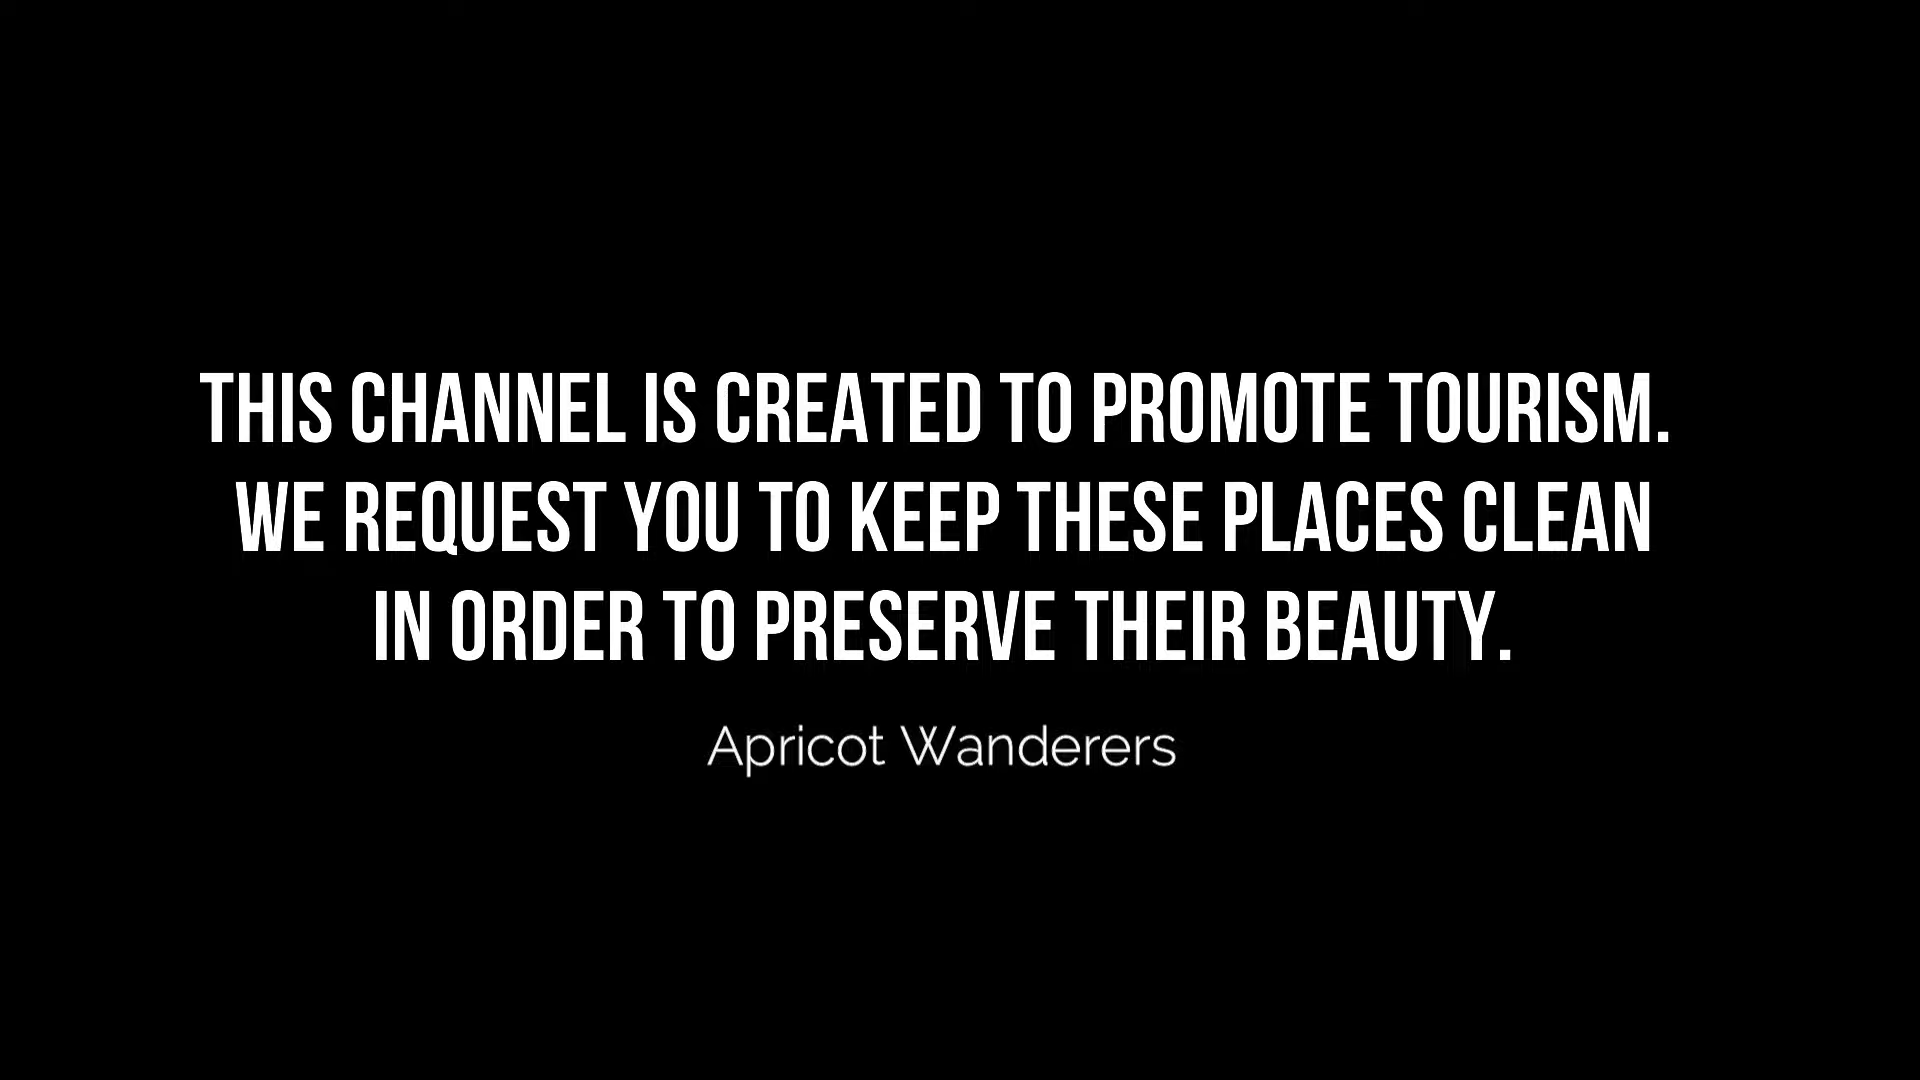 THIS CHANNEL IS CREATED TO PROMOTE TOURISM.
WE REQUEST YOU TO KEEP THESE PLACES CLEAN
IN ORDER TO PRESERVE THEIR BEAUTY.
Apricot Wanderers